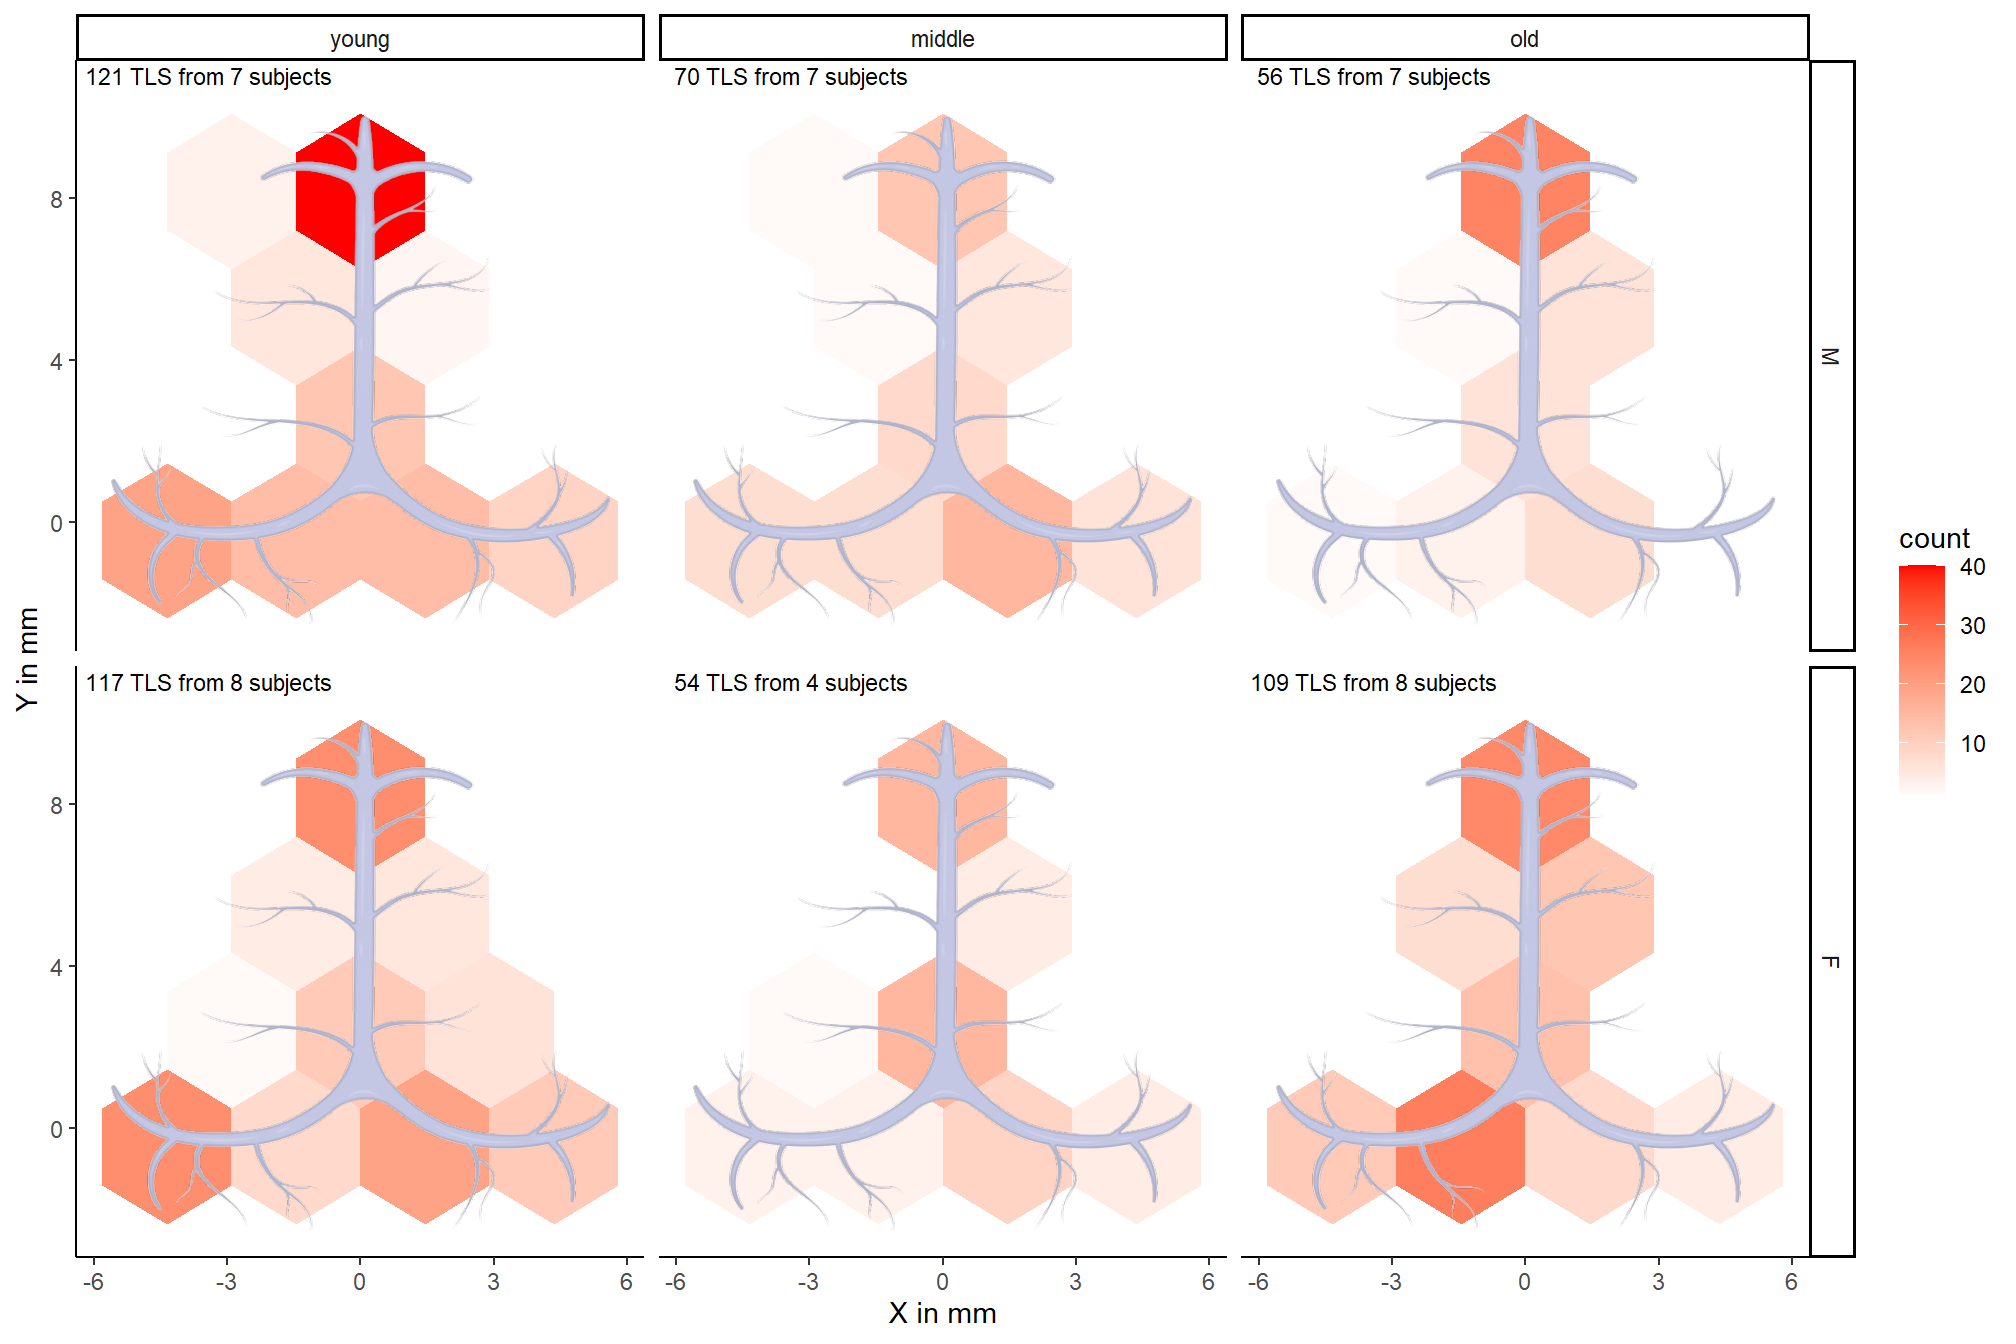 young
middle
old
121 TLS from 7 subjects
70 TLS from 7 subjects
56 TLS from 7 subjects
8
4
0
M
117 TLS from 8 subjects
54 TLS from 4 subjects
109 TLS from 8 subjects
8
4
0
F
Y in mm
-6 -3 0 3 6
-6 -3 0 3 6
-6 -3 0 3 6
X in mm
count
40
30
20
10